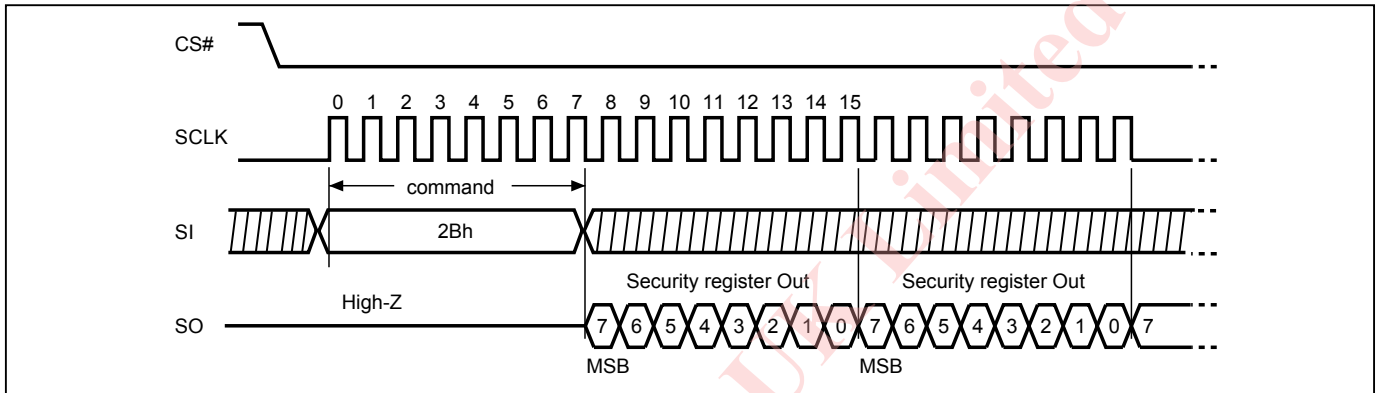 CS#
0 1 2 3 4 5 6 7 8 9 10 11 12 13 14 15
SCLK
command
SI
2Bh
Security register Out Security register Out
High-Z
SO
7 6 5 4 3 2 1 0 7 6 5 4 3 2 1 0 7
MSB MSB
UK Limited